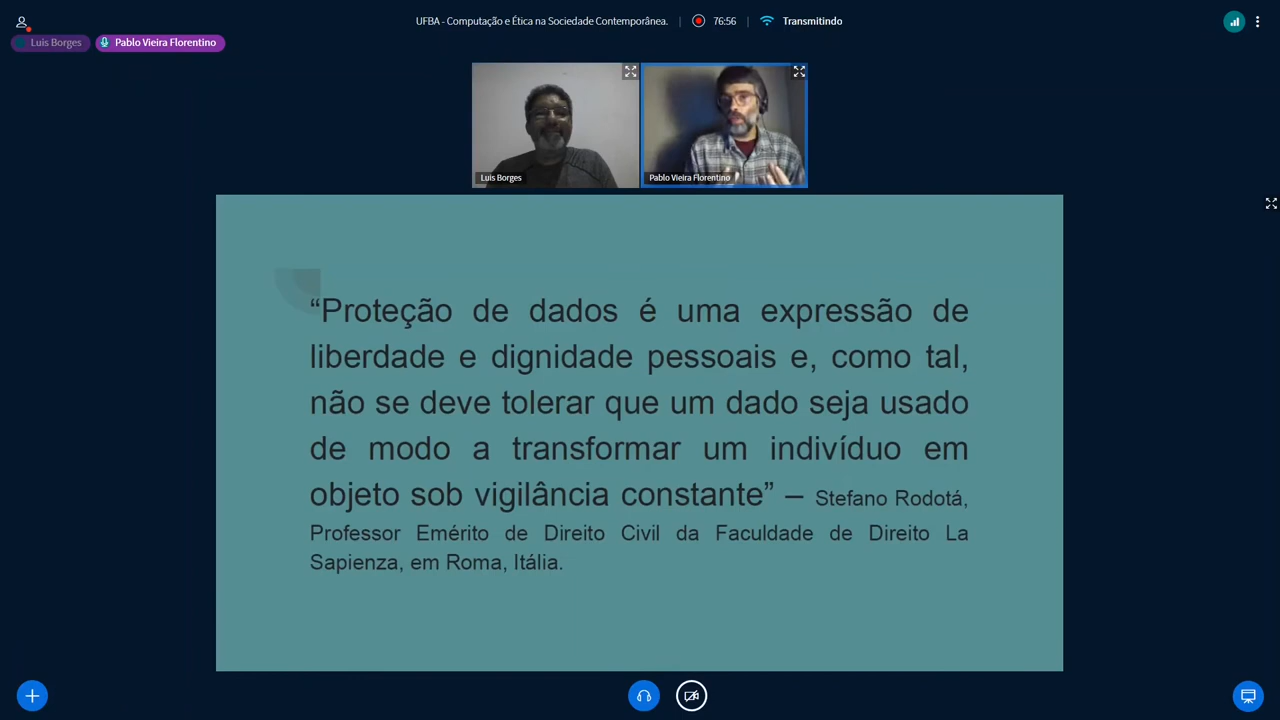 UFBA - Computação e Ética na Sociedade Contemporânea.
76:56
Transmitindo
Luis Borges
Pablo Vieira Florentino
Luis Borges
Pablo Vieira Florentino
“Proteção de dados é uma expressão de
liberdade e dignidade pessoais e, como tal,
não se deve tolerar que um dado seja usado
de modo a transformar um indivíduo em
objeto sob vigilância constante” – Stefano Rodotá,
Professor Emérito de Direito Civil da Faculdade de Direito La
Sapienza, em Roma, Itália.